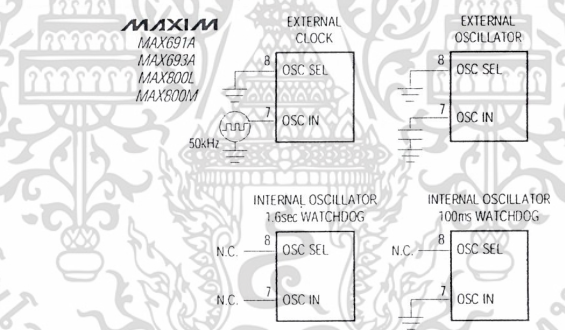 MAXIM
MAX691A
MAX693A
MAX800L
MAX800M
EXTERNAL
CLOCK
8
OSC SEL
7
OSC IN
50kHz
EXTERNAL
OSCILLATOR
8
OSC SEL
7
OSC IN
INTERNAL OSCILLATOR
1.6sec WATCHDOG
N.C.
8
OSC SEL
N.C.
7
OSC IN
INTERNAL OSCILLATOR
100ms WATCHDOG
N.C.
8
OSC SEL
7
OSC IN